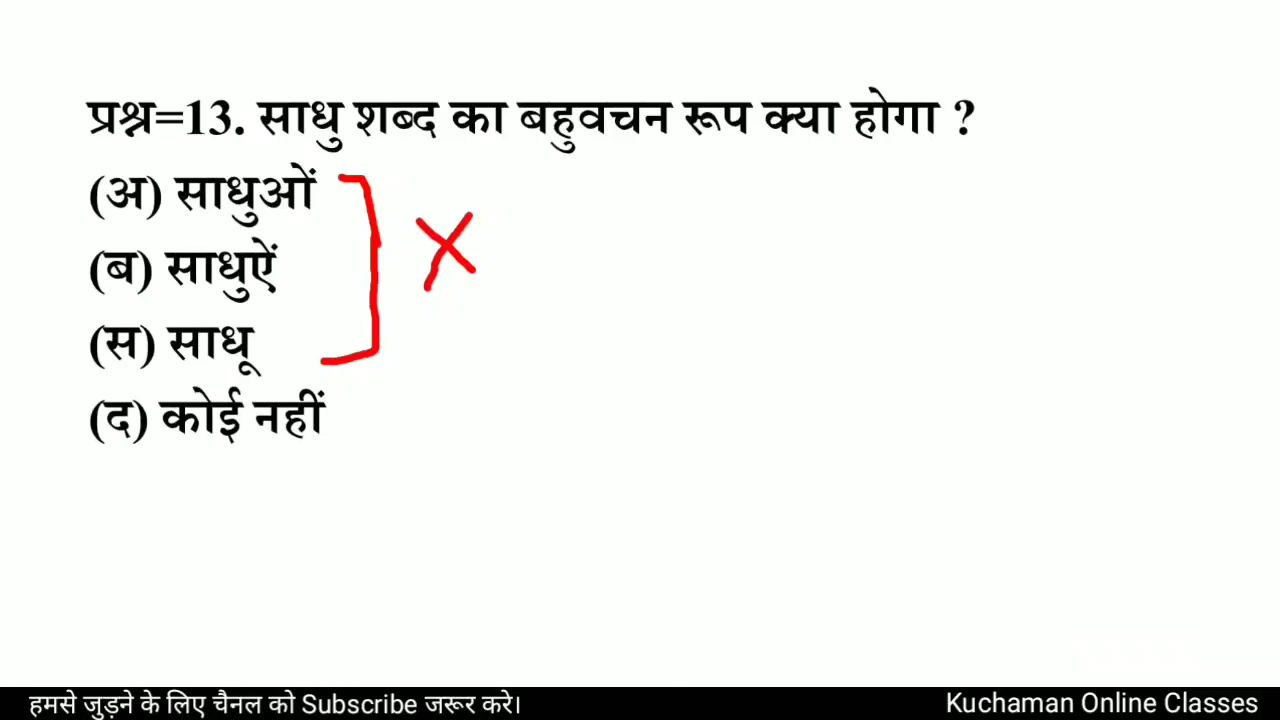 प्रश्न=13. साधु शब्द का बहुवचन रूप क्या होगा ?
(अ) साधुओं
(ब) साधुऐं
(स) साधू
(द) कोई नहीं
हमसे जुड़ने के लिए चैनल को Subscribe जरूर करे।
Kuchaman Online Classes